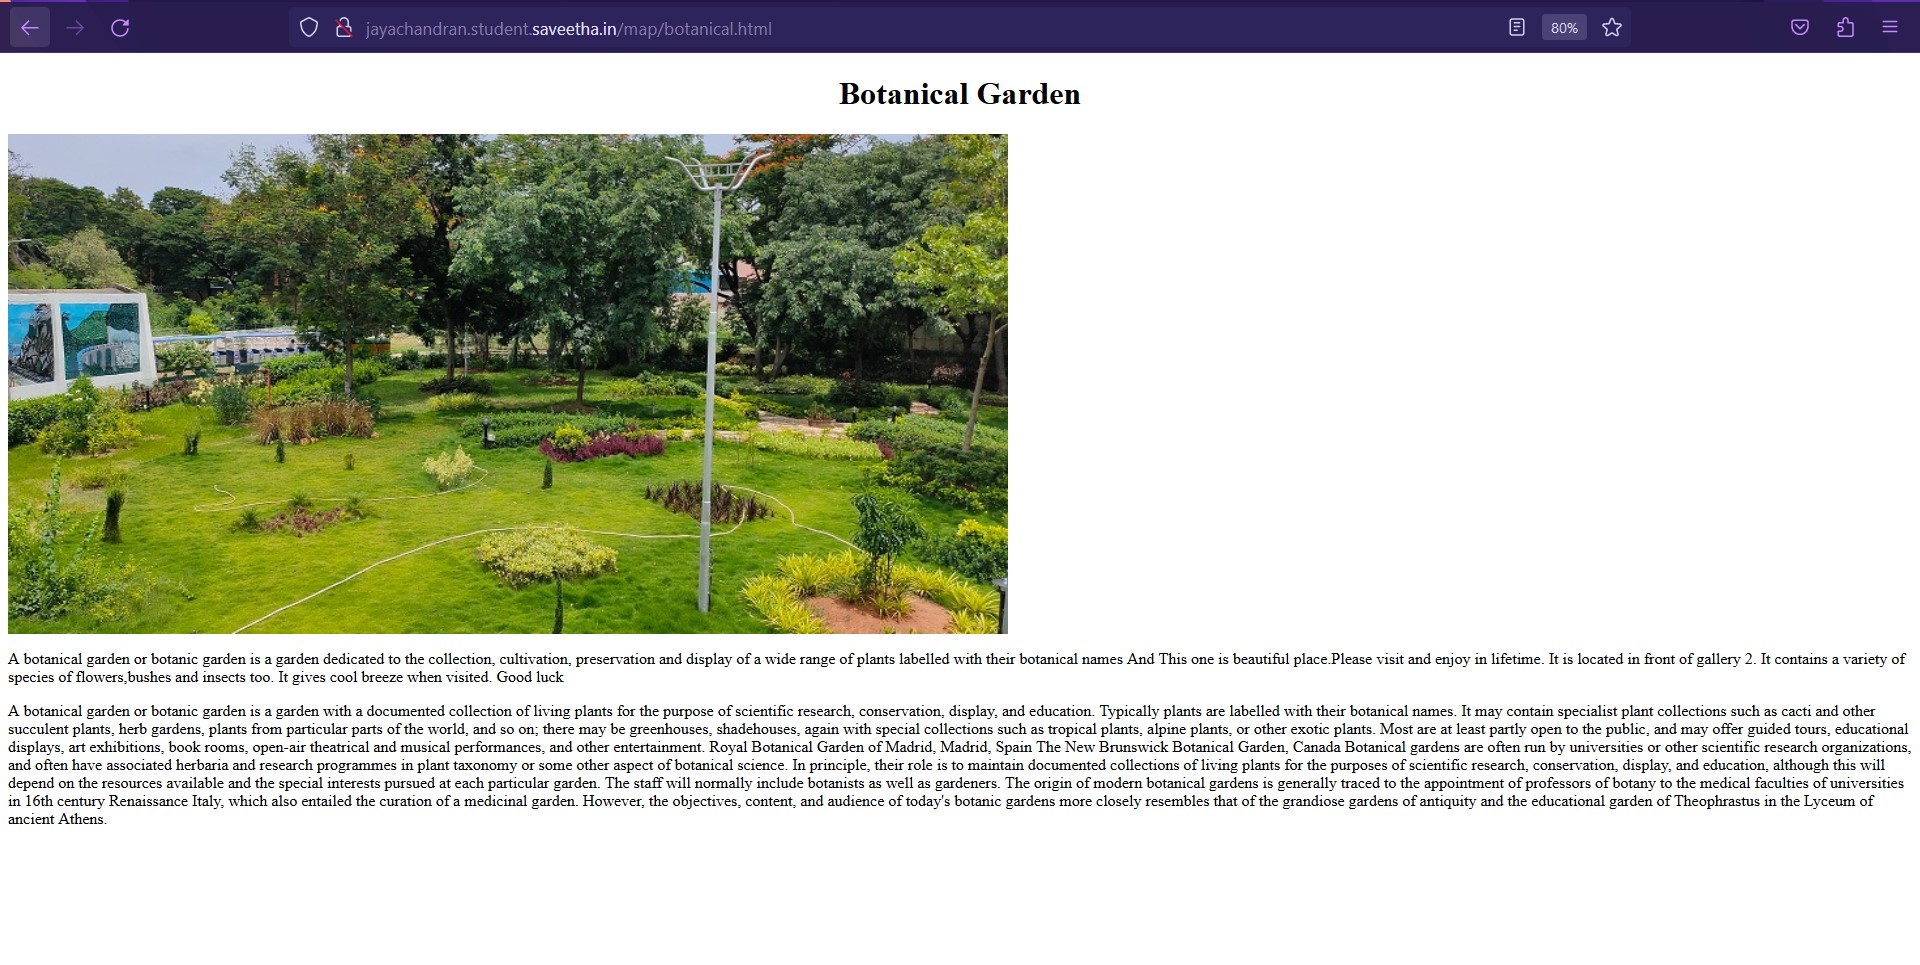 jayachandran.student.saveetha.in/map/botanical.html
80%
Botanical Garden
A botanical garden or botanic garden is a garden dedicated to the collection, cultivation, preservation and display of a wide range of plants labelled with their botanical names And This one is beautiful place.Please visit and enjoy in lifetime. It is located in front of gallery 2. It contains a variety of
species of flowers,bushes and insects too. It gives cool breeze when visited. Good luck
A botanical garden or botanic garden is a garden with a documented collection of living plants for the purpose of scientific research, conservation, display, and education. Typically plants are labelled with their botanical names. It may contain specialist plant collections such as cacti and other
succulent plants, herb gardens, plants from particular parts of the world, and so on; there may be greenhouses, shadehouses, again with special collections such as tropical plants, alpine plants, or other exotic plants. Most are at least partly open to the public, and may offer guided tours, educational
displays, art exhibitions, book rooms, open-air theatrical and musical performances, and other entertainment. Royal Botanical Garden of Madrid, Madrid, Spain The New Brunswick Botanical Garden, Canada Botanical gardens are often run by universities or other scientific research organizations,
and often have associated herbaria and research programmes in plant taxonomy or some other aspect of botanical science. In principle, their role is to maintain documented collections of living plants for the purposes of scientific research, conservation, display, and education, although this will
depend on the resources available and the special interests pursued at each particular garden. The staff will normally include botanists as well as gardeners. The origin of modern botanical gardens is generally traced to the appointment of professors of botany to the medical faculties of universities
in 16th century Renaissance Italy, which also entailed the curation of a medicinal garden. However, the objectives, content, and audience of today's botanic gardens more closely resembles that of the grandiose gardens of antiquity and the educational garden of Theophrastus in the Lyceum of
ancient Athens.